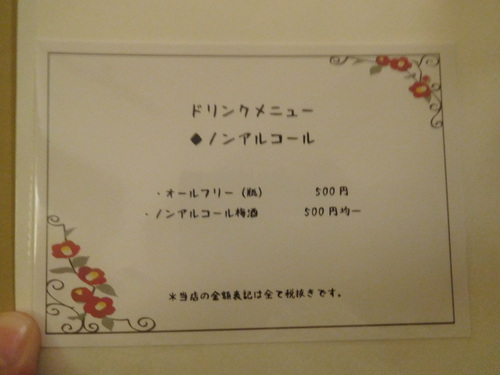 ドリンクメニュー
◆ノンアルコール
・オールフリー（瓶） 500円
・ノンアルコール梅酒 500円均一
＊当店の金額表記は全て税抜きです。